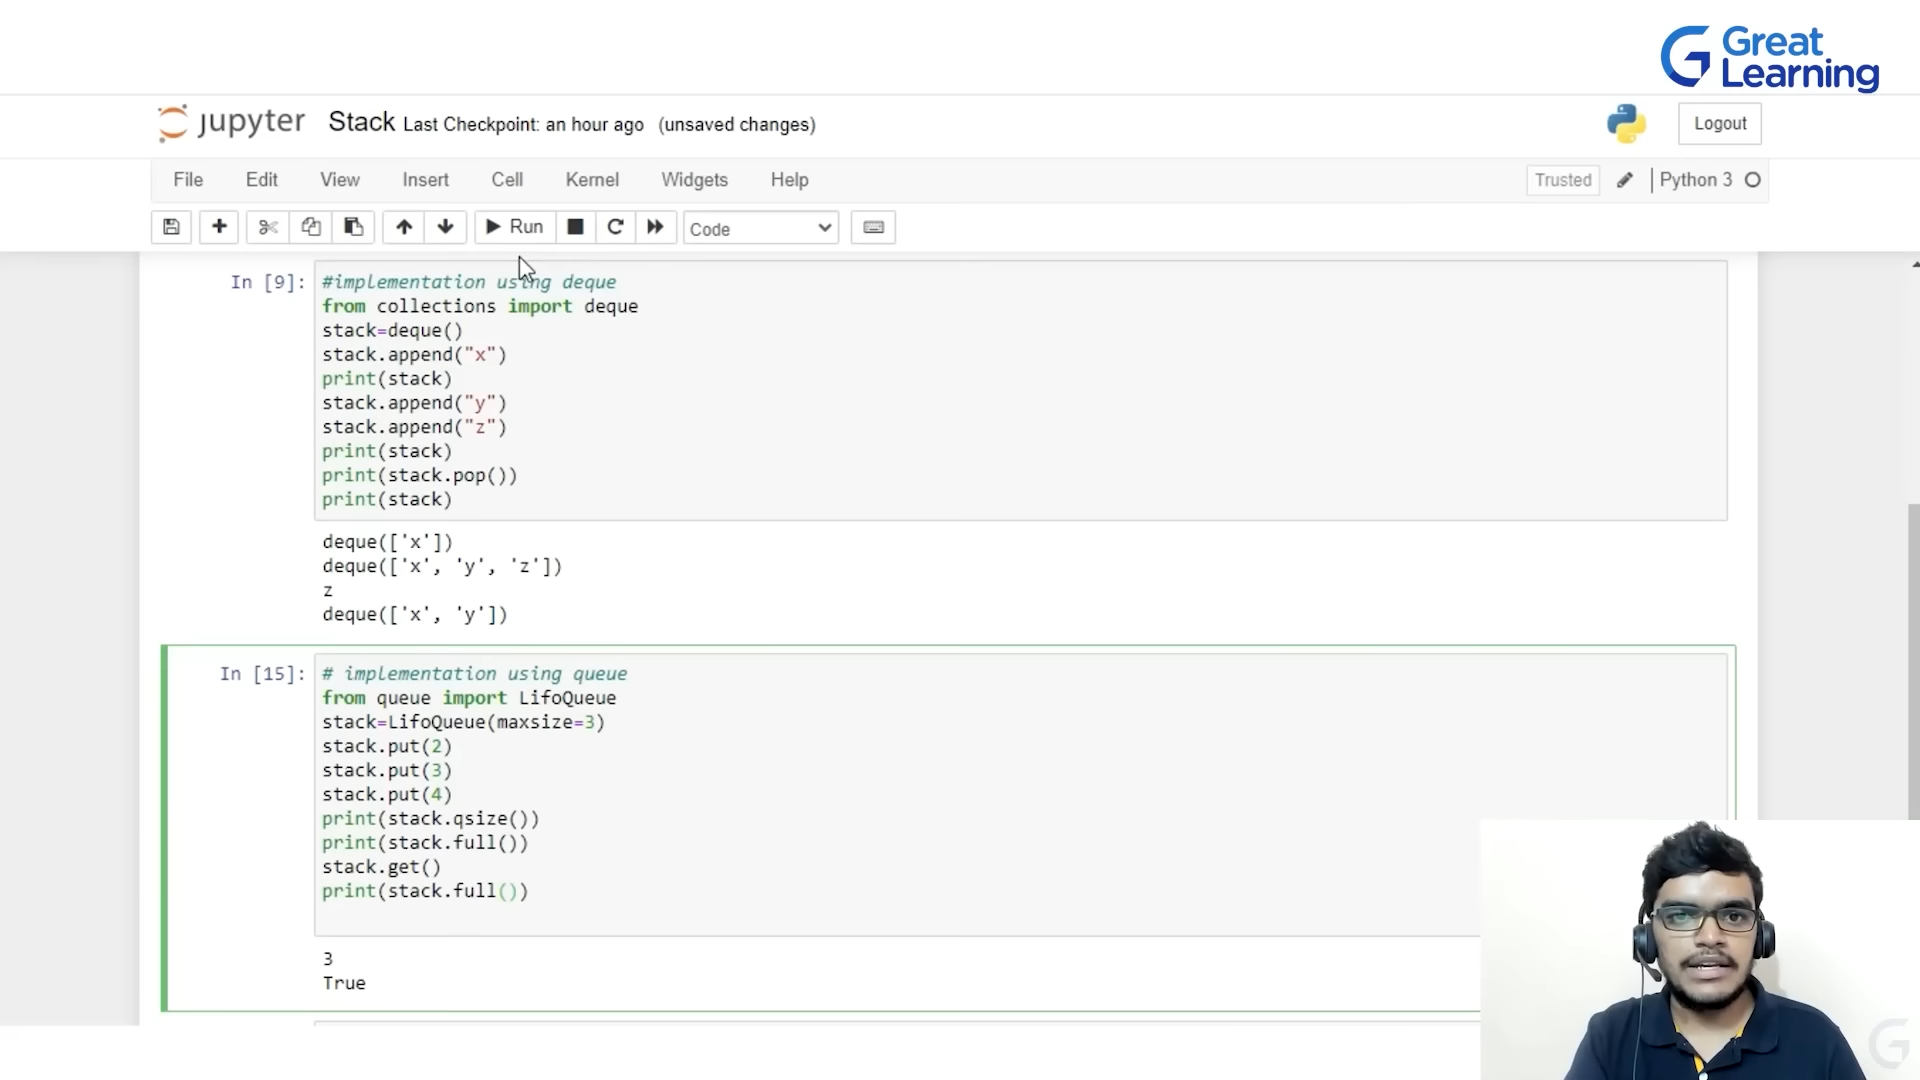 Great
Learning
jupyter Stack Last Checkpoint: an hour ago (unsaved changes)
Logout
File Edit View Insert Cell Kernel Widgets Help
Trusted Python 3
Run Code
In [9]: #implementation using deque
from collections import deque
stack=deque()
stack.append("x")
print(stack)
stack.append("y")
stack.append("z")
print(stack)
print(stack.pop())
print(stack)
deque(['x'])
deque(['x', 'y', 'z'])
z
deque(['x', 'y'])
In [15]: # implementation using queue
from queue import LifoQueue
stack=LifoQueue(maxsize=3)
stack.put(2)
stack.put(3)
stack.put(4)
print(stack.qsize())
print(stack.full())
stack.get()
print(stack.full())
3
True